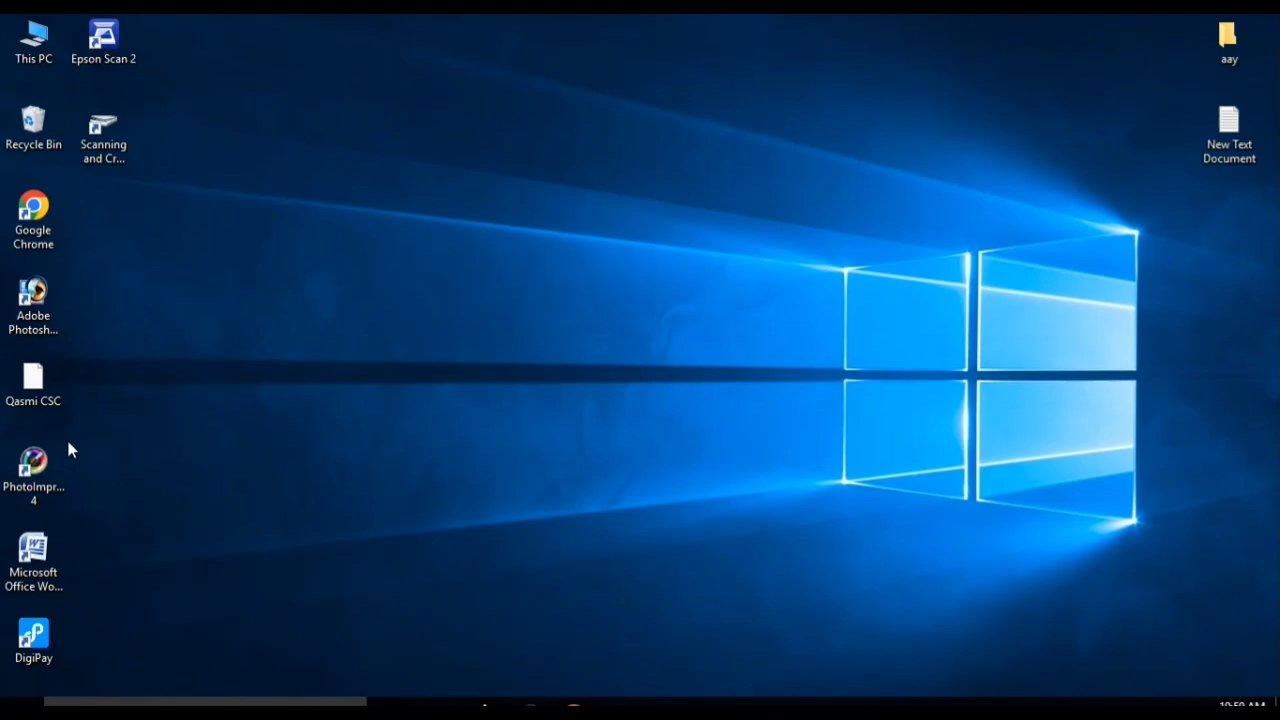 This PC
Epson Scan 2
aay
Recycle Bin
Scanning
and Cr...
New Text
Document
Google
Chrome
Adobe
Photosh...
Qasmi CSC
PhotoImpr...
4
Microsoft
Office Wo...
DigiPay